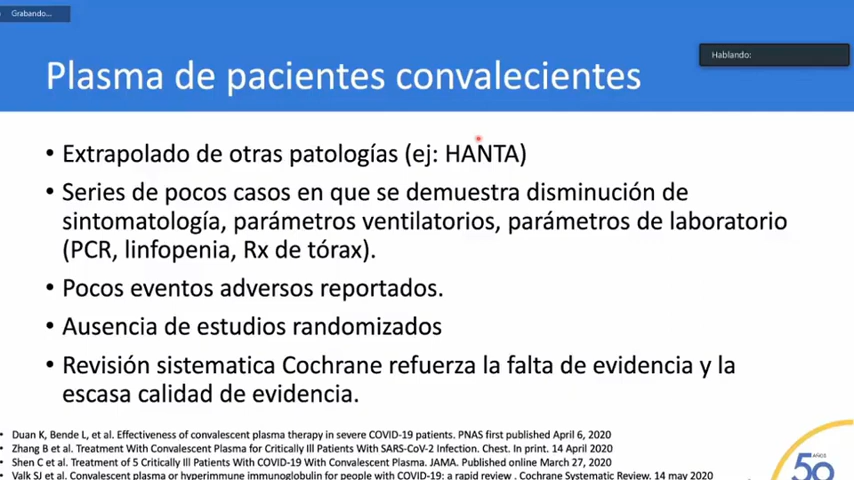 Grabando...
Hablando:
Plasma de pacientes convalecientes
• Extrapolado de otras patologías (ej: HANTA)
• Series de pocos casos en que se demuestra disminución de
sintomatología, parámetros ventilatorios, parámetros de laboratorio
(PCR, linfopenia, Rx de tórax).
• Pocos eventos adversos reportados.
• Ausencia de estudios randomizados
• Revisión sistematica Cochrane refuerza la falta de evidencia y la
escasa calidad de evidencia.
• Duan K, Bende L, et al. Effectiveness of convalescent plasma therapy in severe COVID-19 patients. PNAS first published April 6, 2020
• Zhang B et al. Treatment With Convalescent Plasma for Critically Ill Patients With SARS-CoV-2 Infection. Chest. In print. 14 April 2020
• Shen C et al. Treatment of 5 Critically Ill Patients With COVID-19 With Convalescent Plasma. JAMA. Published online March 27, 2020
• Valk SJ et al. Convalescent plasma or hyperimmune immunoglobulin for people with COVID-19: a rapid review . Cochrane Systematic Review. 14 may 2020
AÑOS
50